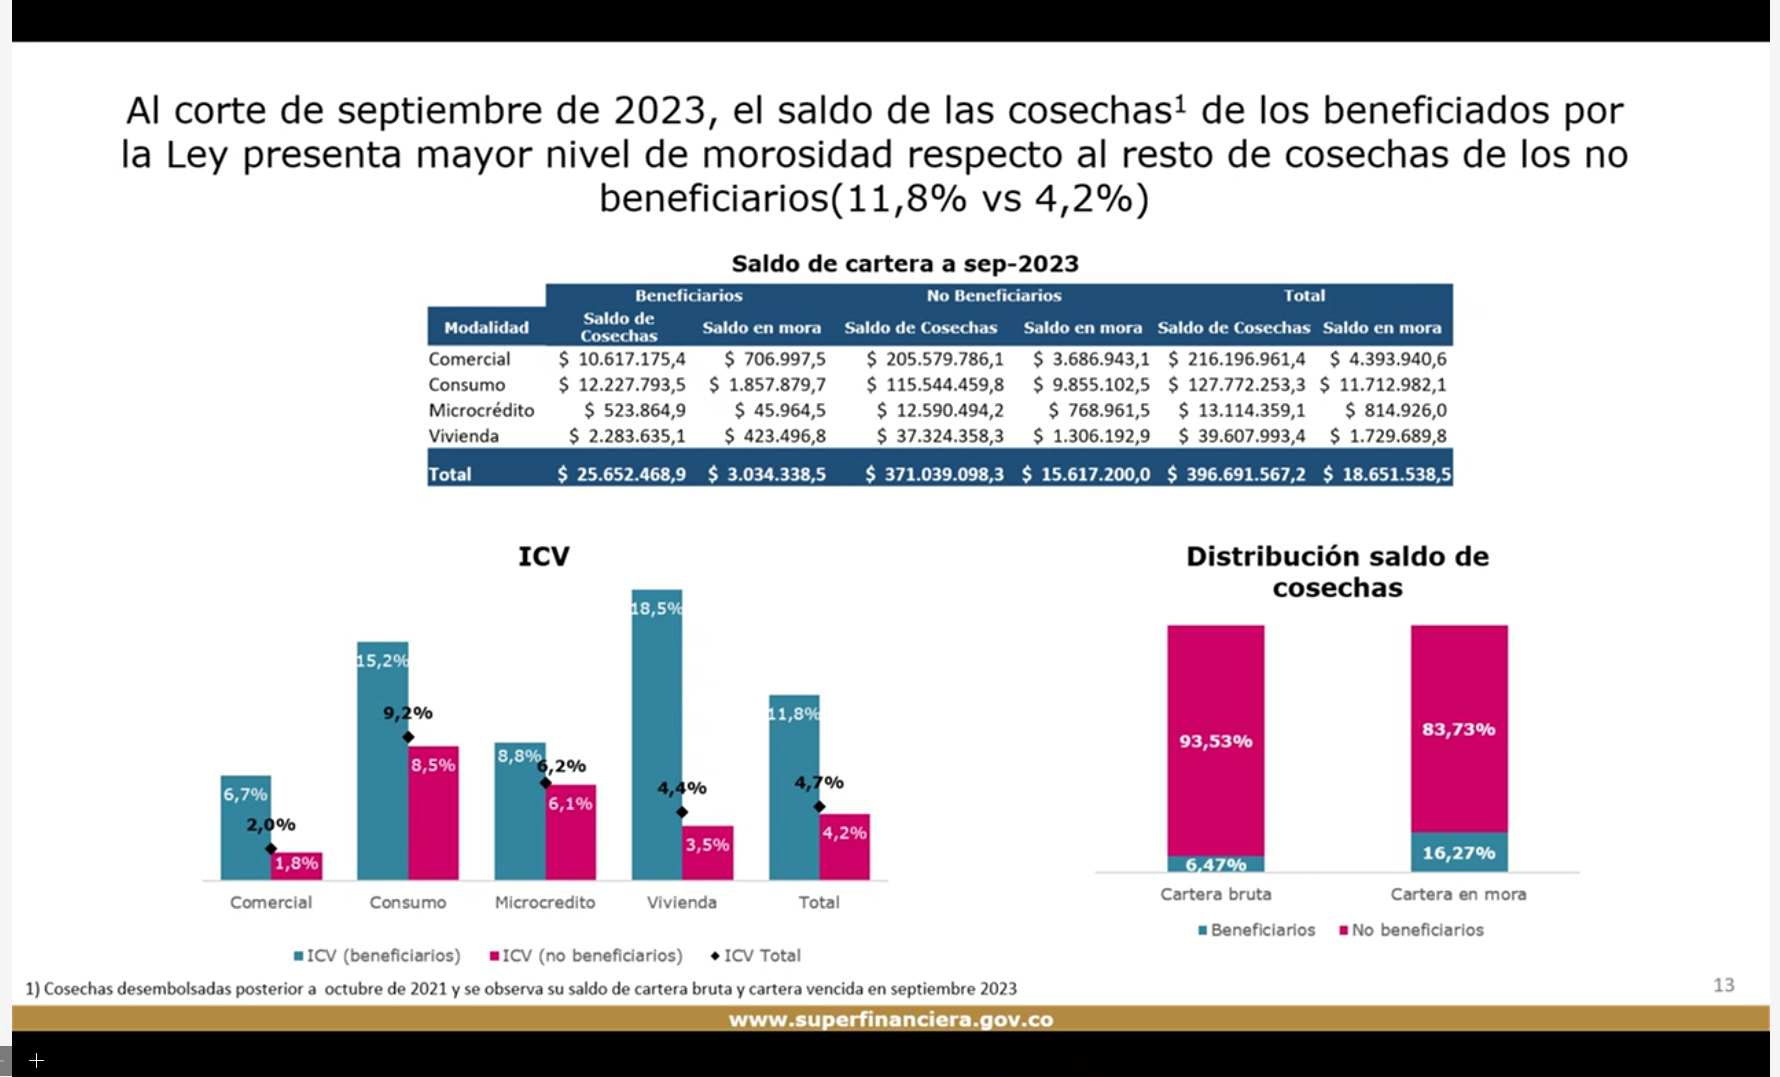 Al corte de septiembre de 2023, el saldo de las cosechas¹ de los beneficiados por
la Ley presenta mayor nivel de morosidad respecto al resto de cosechas de los no
beneficiarios(11,8% vs 4,2%)
Saldo de cartera a sep-2023
Beneficiarios No Beneficiarios Total
Modalidad Saldo de Cosechas Saldo en mora Saldo de Cosechas Saldo en mora Saldo de Cosechas Saldo en mora
Comercial $ 10.617.175,4 $ 706.997,5 $ 205.579.786,1 $ 3.686.943,1 $ 216.196.961,4 $ 4.393.940,6
Consumo $ 12.227.793,5 $ 1.857.879,7 $ 115.544.459,8 $ 9.855.102,5 $ 127.772.253,3 $ 11.712.982,1
Microcrédito $ 523.864,9 $ 45.964,5 $ 12.590.494,2 $ 768.961,5 $ 13.114.359,1 $ 814.926,0
Vivienda $ 2.283.635,1 $ 423.496,8 $ 37.324.358,3 $ 1.306.192,9 $ 39.607.993,4 $ 1.729.689,8
Total $ 25.652.468,9 $ 3.034.338,5 $ 371.039.098,3 $ 15.617.200,0 $ 396.691.567,2 $ 18.651.538,5
ICV
6,7% 2,0% 1,8%
15,2% 9,2% 8,5%
8,8% 6,2% 6,1%
18,5% 4,4% 3,5%
11,8% 4,7% 4,2%
Comercial Consumo Microcredito Vivienda Total
ICV (beneficiarios) ICV (no beneficiarios) ICV Total
Distribución saldo de
cosechas
93,53% 83,73%
6,47% 16,27%
Cartera bruta Cartera en mora
Beneficiarios No beneficiarios
1) Cosechas desembolsadas posterior a octubre de 2021 y se observa su saldo de cartera bruta y cartera vencida en septiembre 2023
13
www.superfinanciera.gov.co